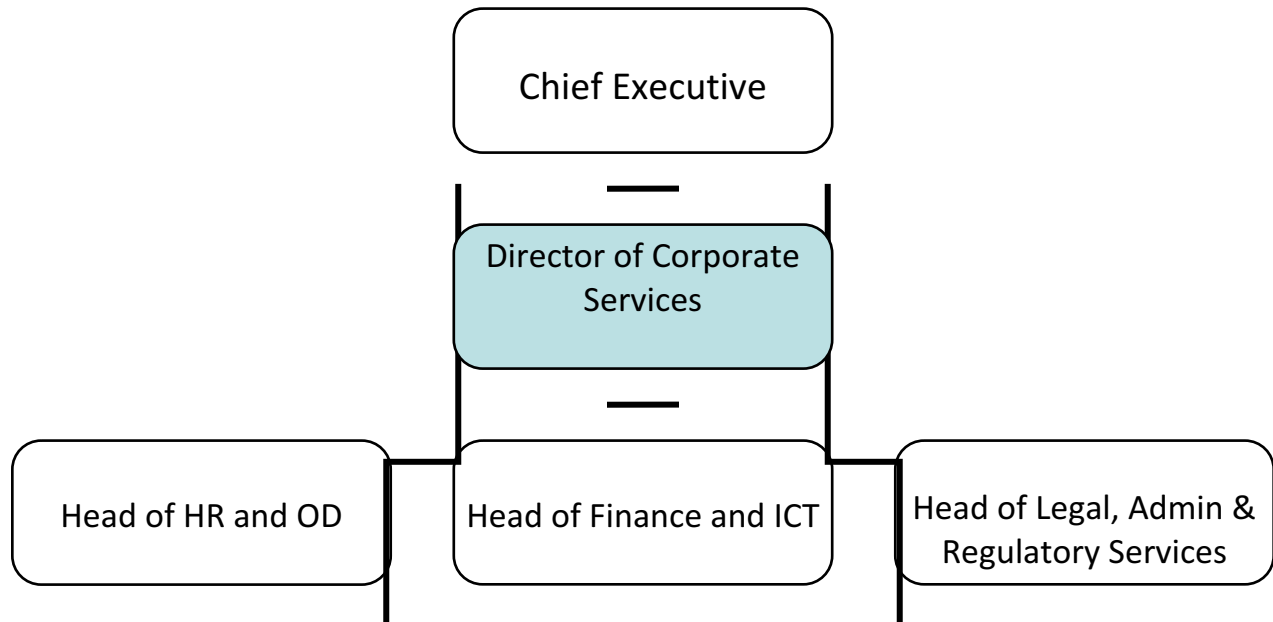 Chief Executive
Director of Corporate
Services
Head of HR and OD
Head of Finance and ICT
Head of Legal, Admin &
Regulatory Services